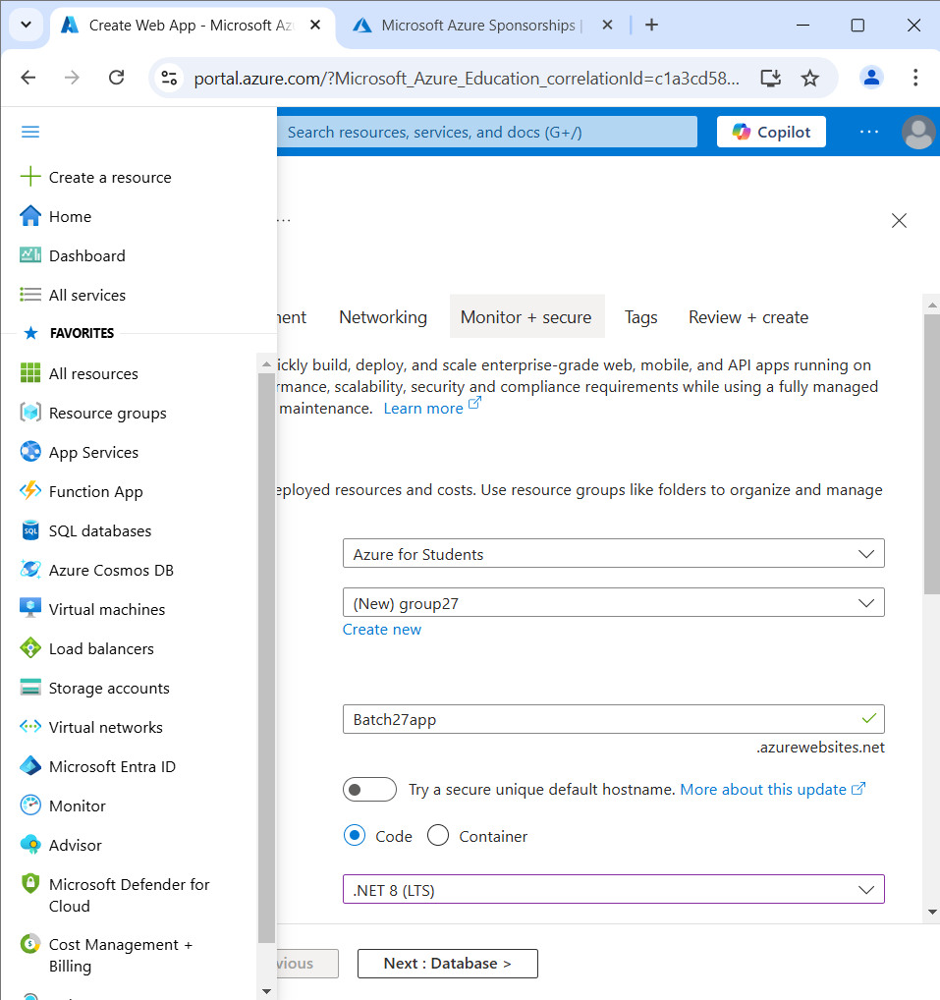 Create Web App - Microsoft Az
Microsoft Azure Sponsorships |
portal.azure.com/?Microsoft_Azure_Education_correlationId=c1a3cd58...
Search resources, services, and docs (G+/)
Copilot
Create a resource
Home
Dashboard
All services
FAVORITES
All resources
Resource groups
App Services
Function App
SQL databases
Azure Cosmos DB
Virtual machines
Load balancers
Storage accounts
Virtual networks
Microsoft Entra ID
Monitor
Advisor
Microsoft Defender for
Cloud
Cost Management +
Billing
...
Networking
Monitor + secure
Tags
Review + create
build, deploy, and scale enterprise-grade web, mobile, and API apps running on
scalability, security and compliance requirements while using a fully managed
maintenance. Learn more
resources and costs. Use resource groups like folders to organize and manage
Azure for Students
(New) group27
Create new
Batch27app
.azurewebsites.net
Try a secure unique default hostname. More about this update
Code
Container
.NET 8 (LTS)
Next : Database >